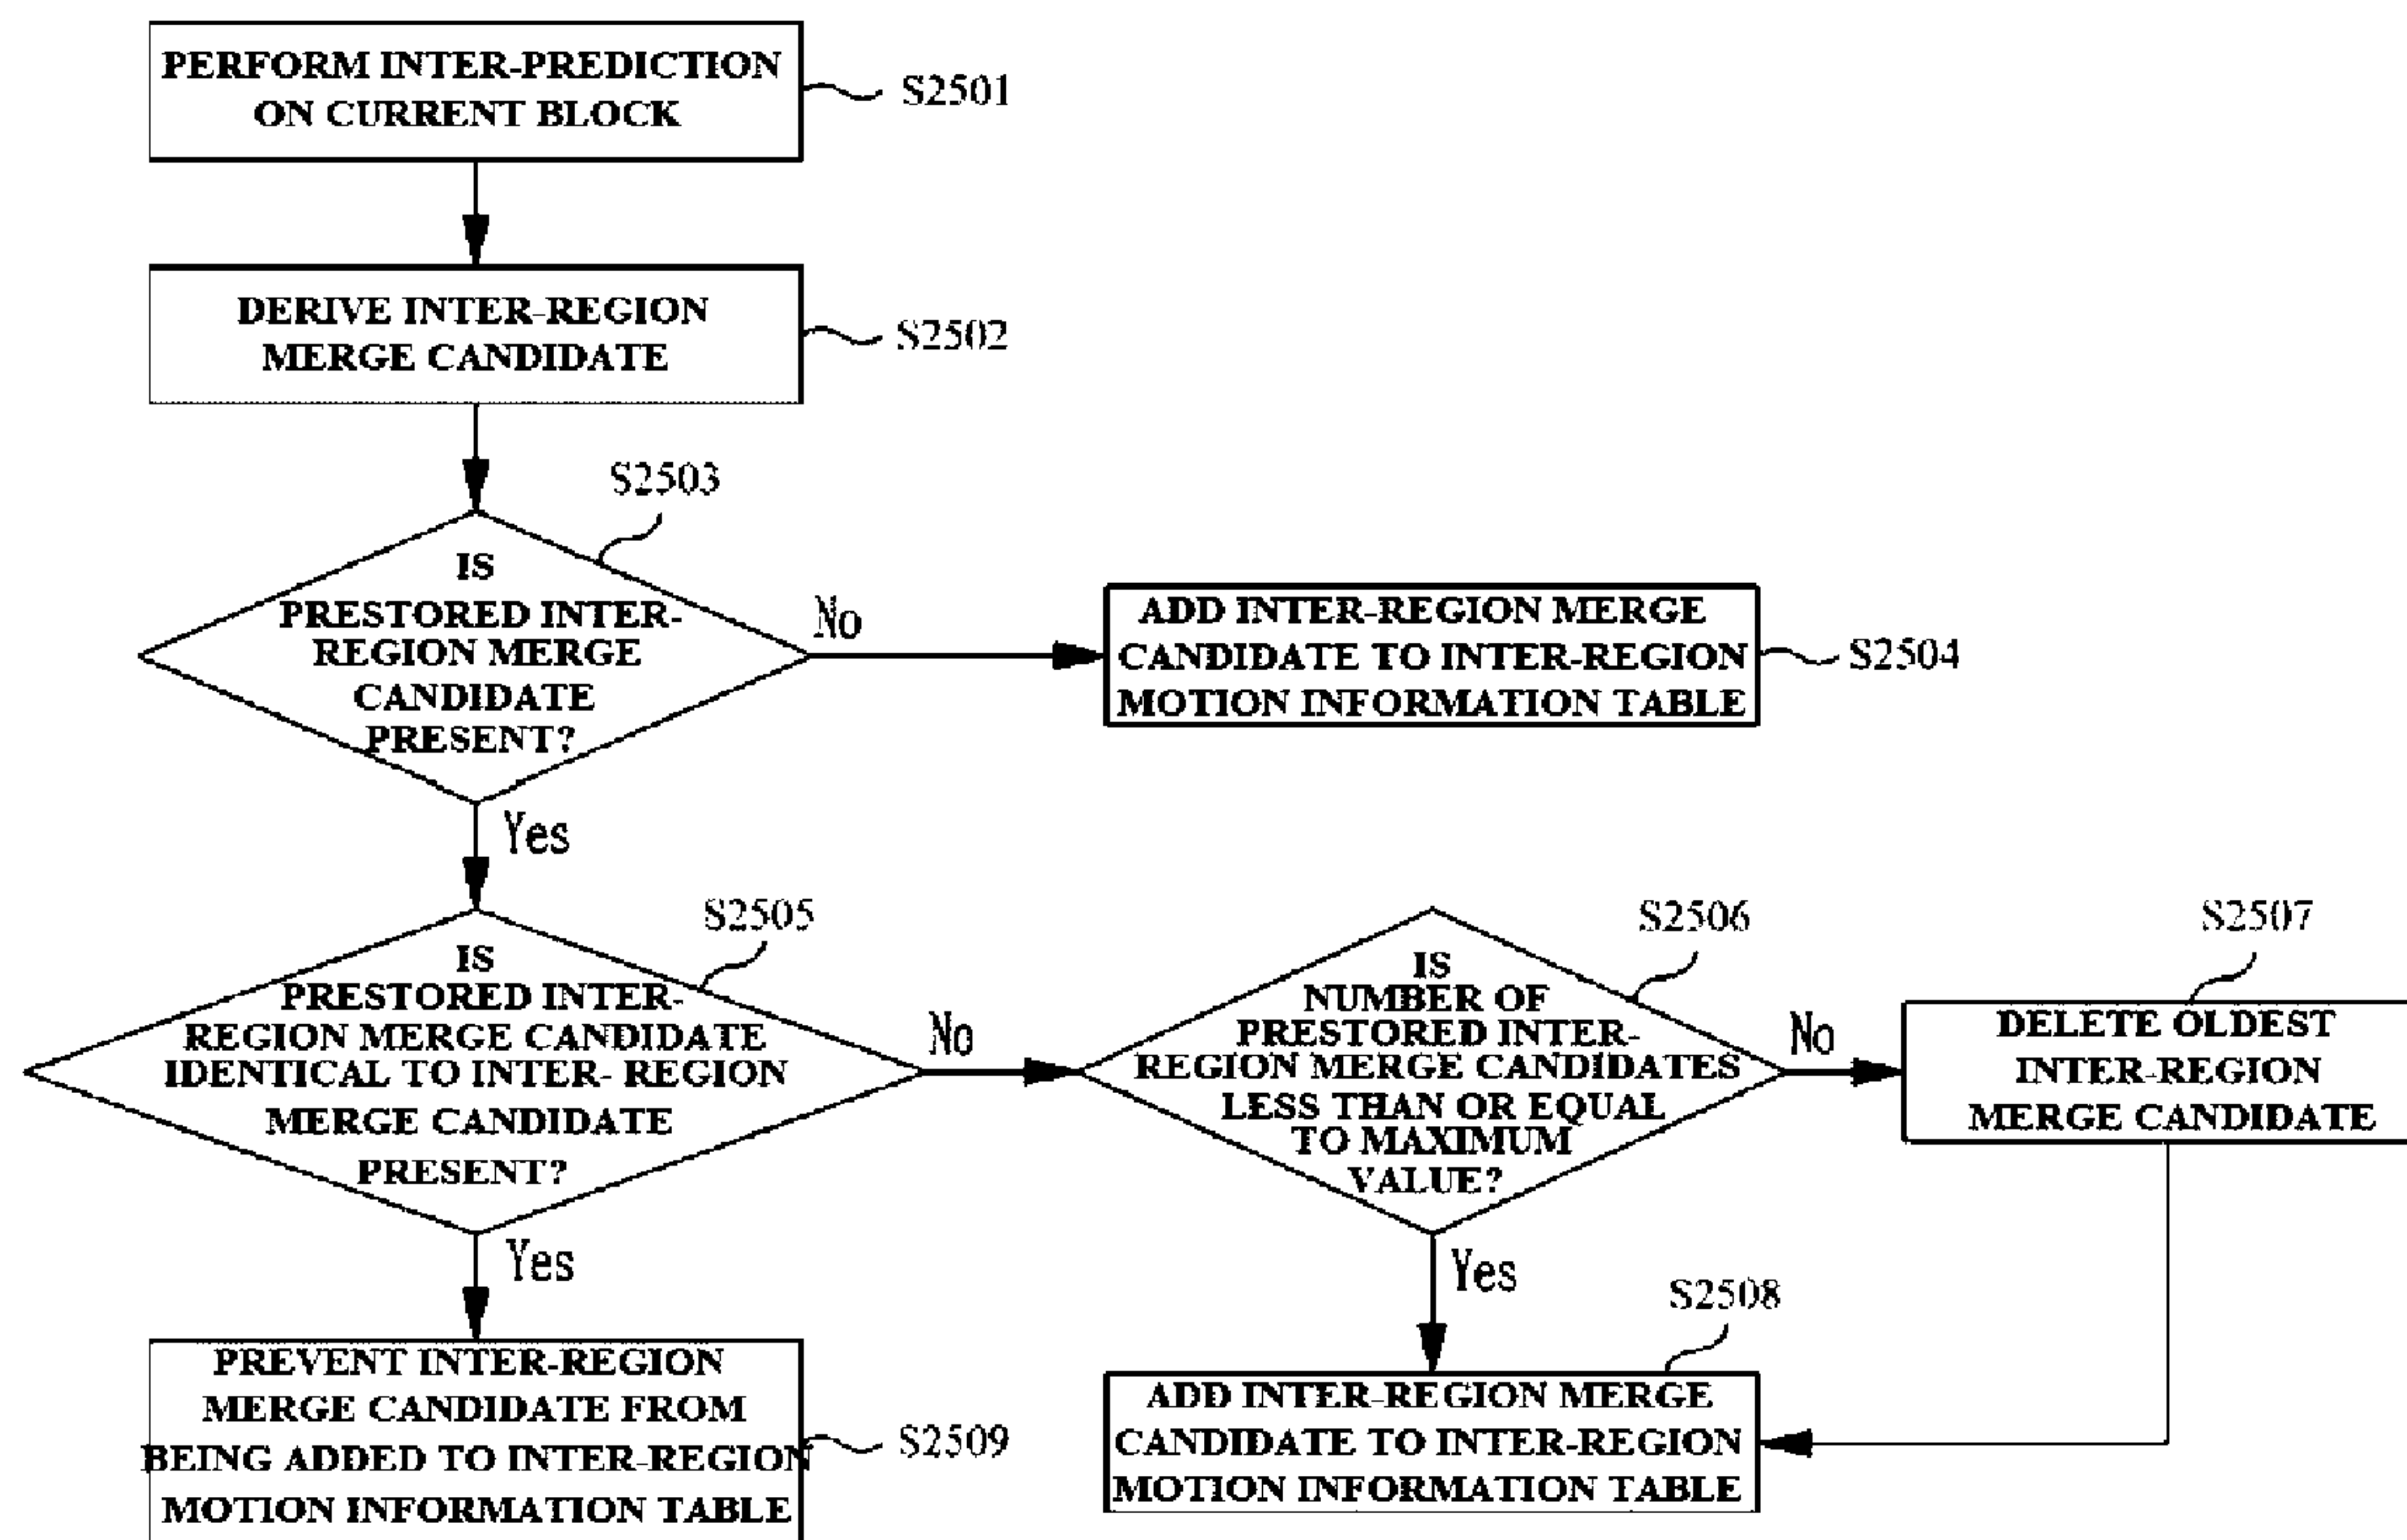 PERFORM INTER-PREDICTION
ON CURRENT BLOCK
S2501
DERIVE INTER-REGION
MERGE CANDIDATE
S2502
S2503
IS
PRESTORED INTER-
REGION MERGE
CANDIDATE
PRESENT?
No
ADD INTER-REGION MERGE
CANDIDATE TO INTER-REGION
MOTION INFORMATION TABLE
S2504
Yes
S2505
IS
PRESTORED INTER-
REGION MERGE CANDIDATE
IDENTICAL TO INTER- REGION
MERGE CANDIDATE
PRESENT?
No
S2506
IS
NUMBER OF
PRESTORED INTER-
REGION MERGE CANDIDATES
LESS THAN OR EQUAL
TO MAXIMUM
VALUE?
No
S2507
DELETE OLDEST
INTER-REGION
MERGE CANDIDATE
Yes
Yes
S2508
ADD INTER-REGION MERGE
CANDIDATE TO INTER-REGION
MOTION INFORMATION TABLE
PREVENT INTER-REGION
MERGE CANDIDATE FROM
BEING ADDED TO INTER-REGION
MOTION INFORMATION TABLE
S2509